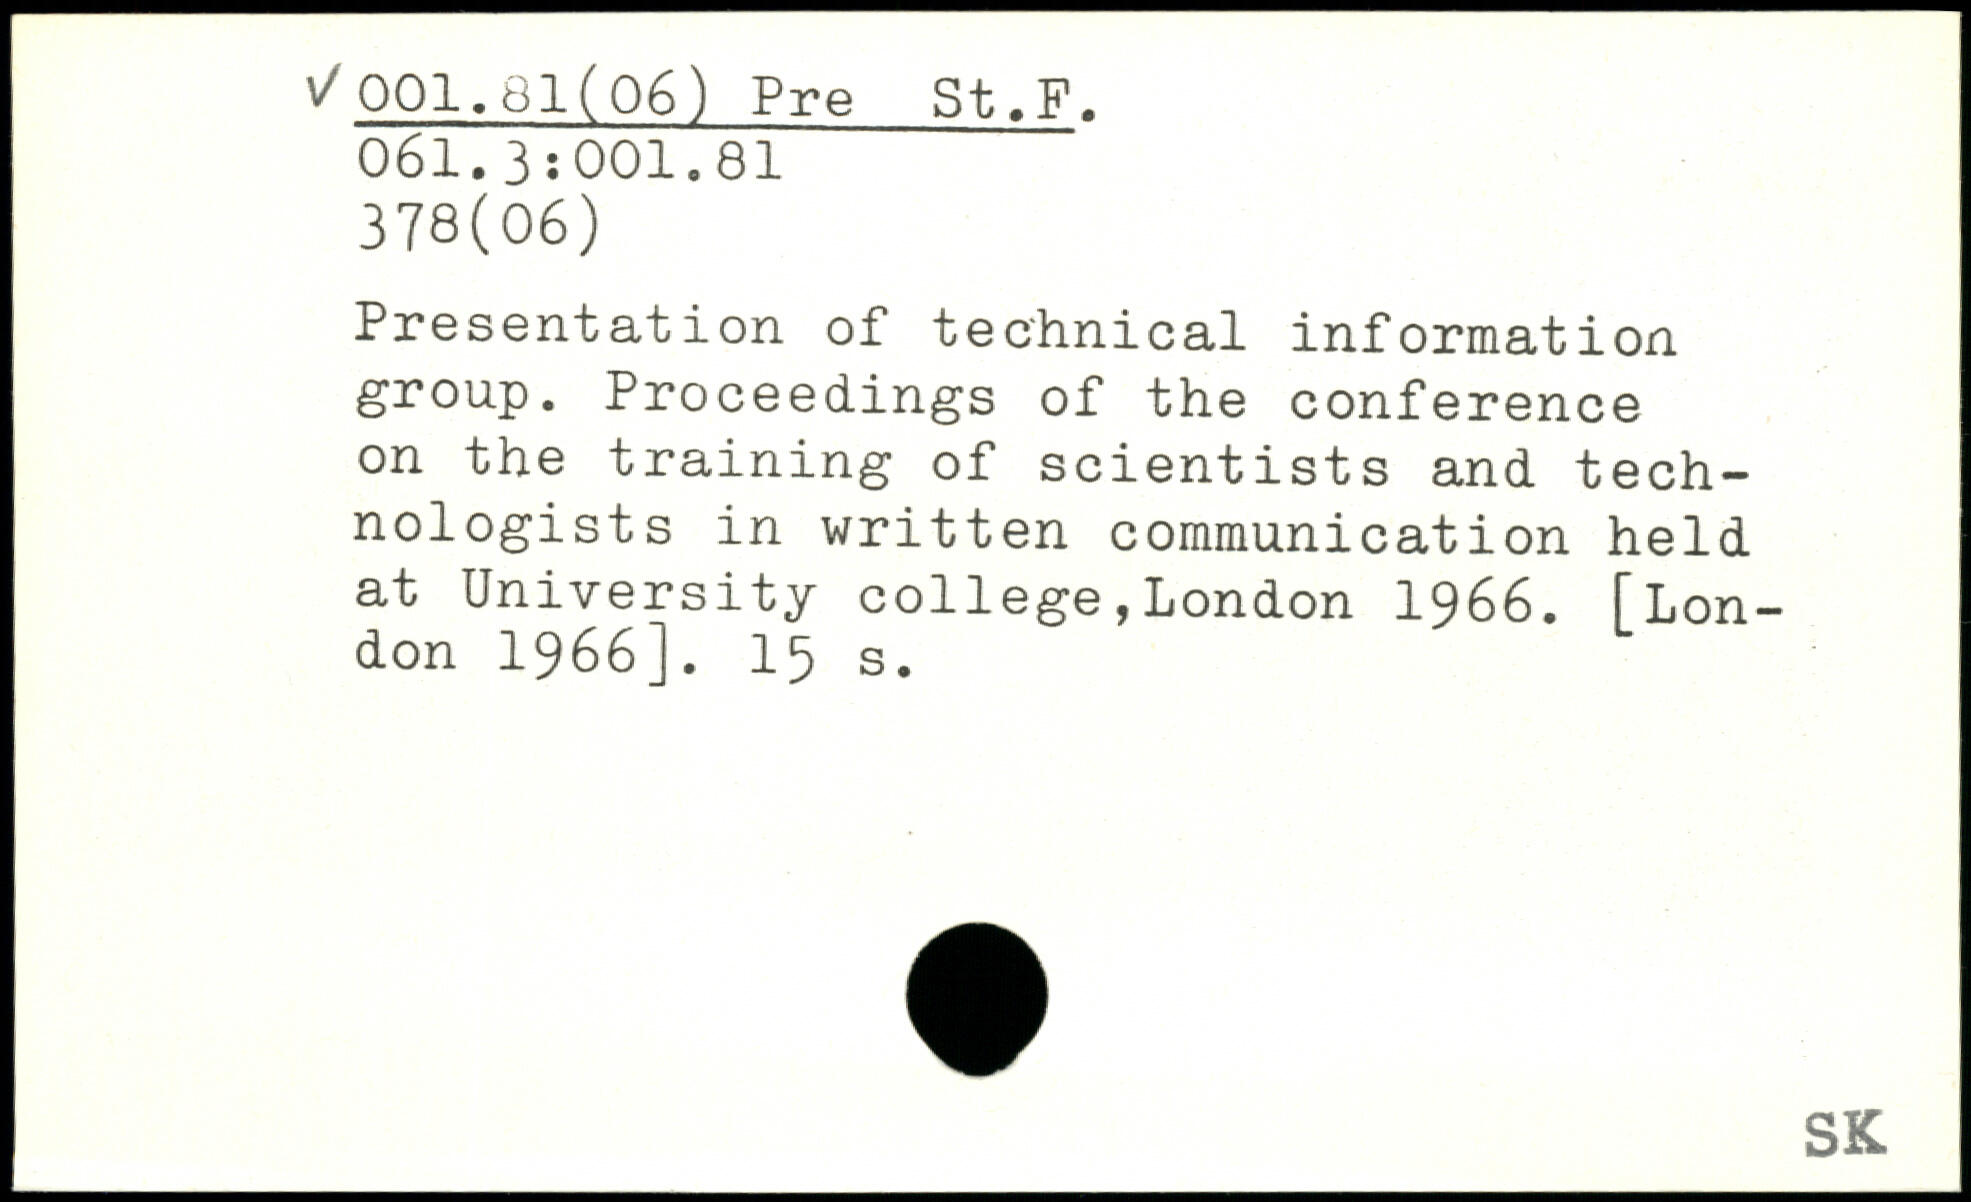 ✓ 001.81(06) Pre St.F.
061.3:001.81
378(06)
Presentation of technical information
group. Proceedings of the conference
on the training of scientists and tech-
nologists in written communication held
at University college,London 1966. [Lon-
don 1966]. 15 s.
SK